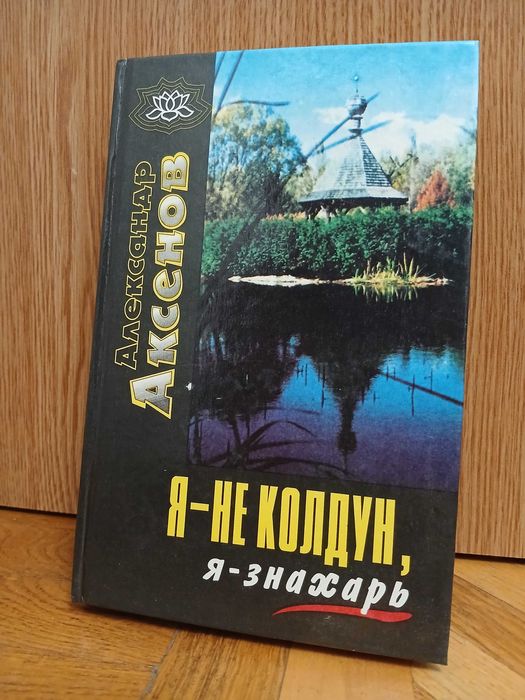 Александр
Аксенов
Я-НЕ КОЛДУН,
я-знахарь